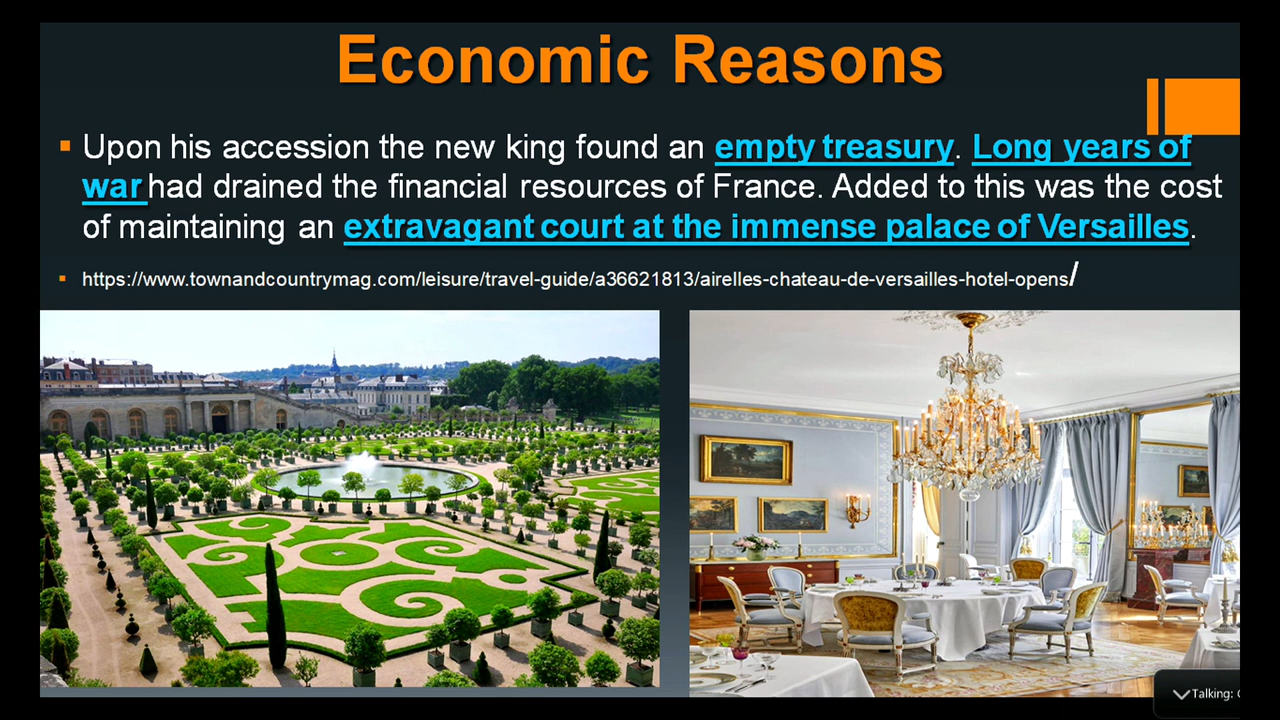 Economic Reasons
Upon his accession the new king found an empty treasury. Long years of
war had drained the financial resources of France. Added to this was the cost
of maintaining an extravagant court at the immense palace of Versailles.
https://www.townandcountrymag.com/leisure/travel-guide/a36621813/airelles-chateau-de-versailles-hotel-opens/
Talking: